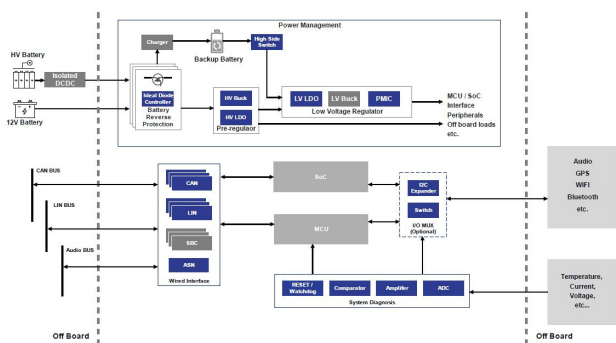 Power Management
HV Battery
Isolated
DCDC
12V Battery
Charger
Backup Battery
High Side
Switch
Ideal Diode
Controller
Battery
Reverse
Protection
HV Buck
HV LDO
Pre-regulaor
LV LDO
LV Buck
PMIC
Low Voltage Regulator
MCU / SoC
Interface
Peripherals
Off board loads
etc.
CAN BUS
LIN BUS
Audio BUS
CAN
LIN
SBC
ASN
Wired Interface
SoC
MCU
I2C
Expander
Switch
I/O MUX
(Optional)
RESET /
Watchdog
Comparator
Amplifer
ADC
System Diagnosis
Audio
GPS
WIFI
Bluetooth
etc.
Temperature,
Current,
Voltage,
etc...
Off Board
Off Board